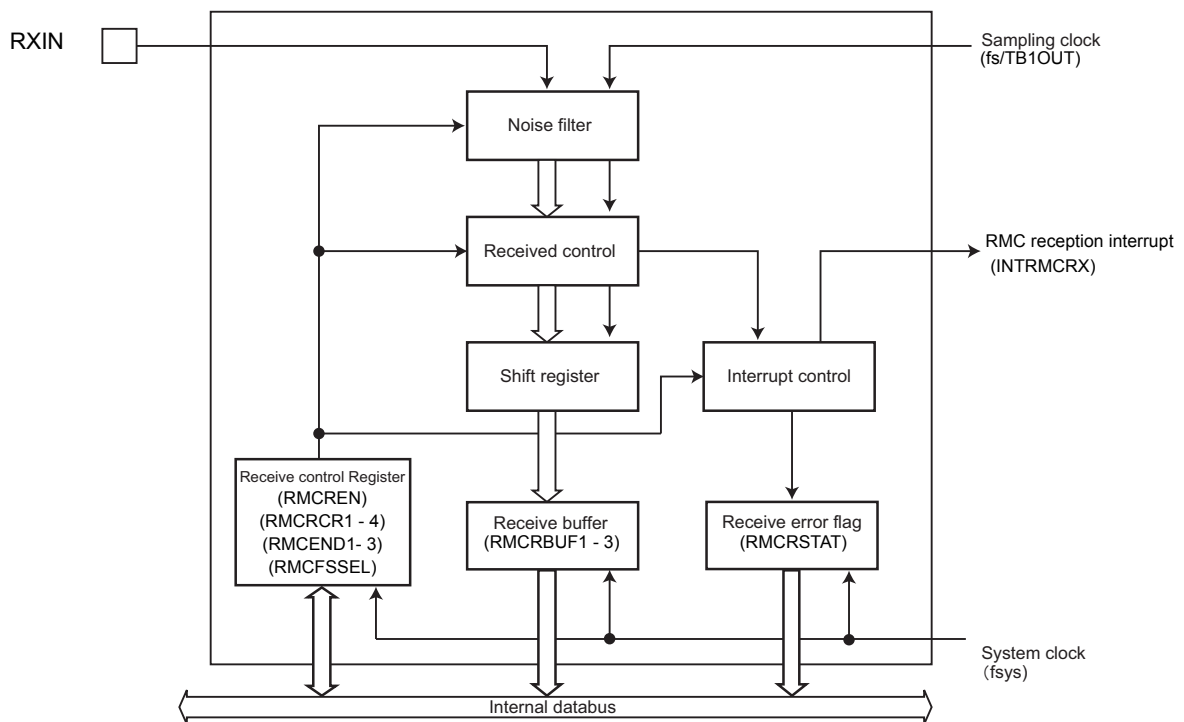 RXIN
Sampling clock
(fs/TB1OUT)
Noise filter
Received control
RMC reception interrupt
(INTRMCRX)
Shift register
Interrupt control
Receive control Register
(RMCREN)
(RMCRCR1 - 4)
(RMCEND1- 3)
(RMCFSSEL)
Receive buffer
(RMCRBUF1 - 3)
Receive error flag
(RMCRSTAT)
System clock
(fsys)
Internal databus